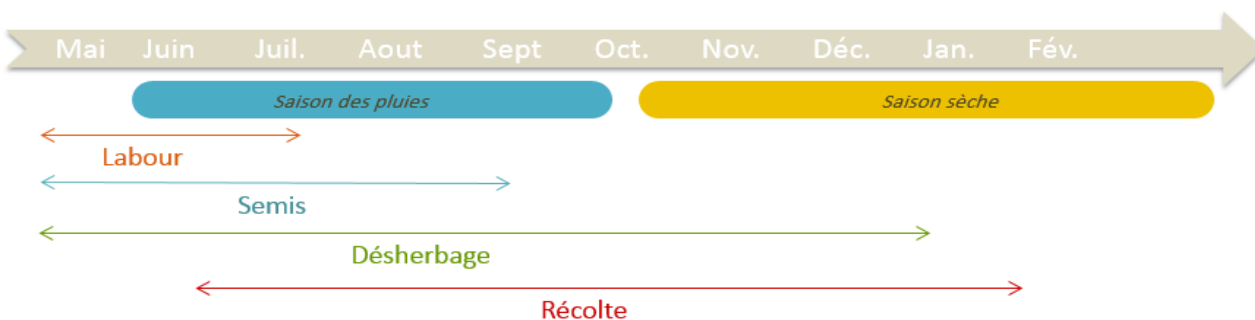 Mai Juin Juil. Aout Sept Oct. Nov. Déc. Jan. Fév.
Saison des pluies Saison sèche
Labour
Semis
Désherbage
Récolte